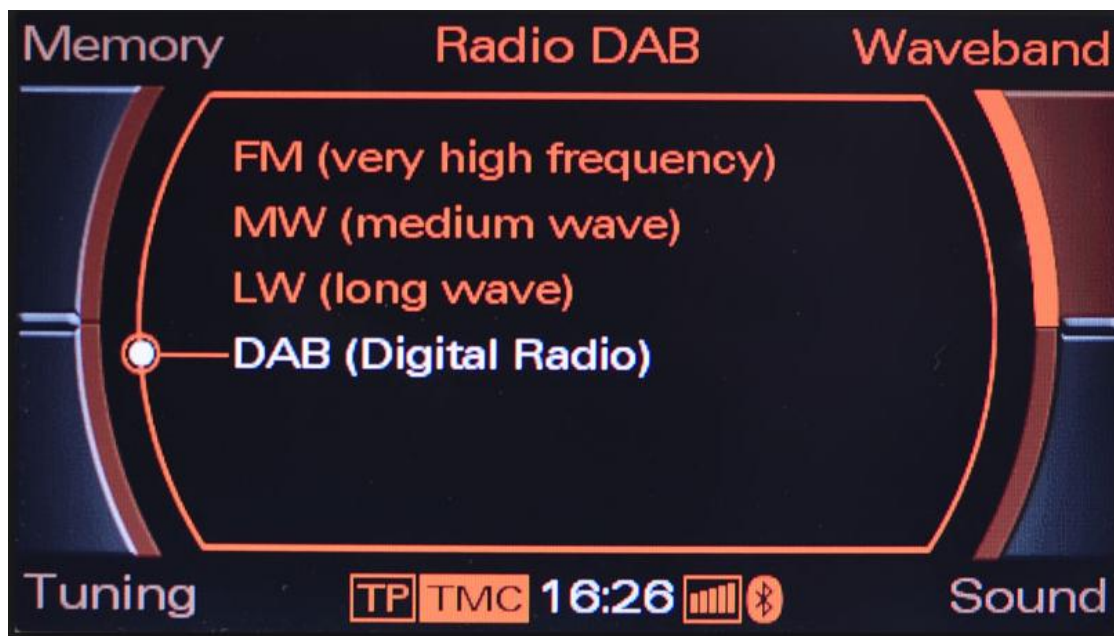 Memory Radio DAB Waveband
FM (very high frequency)
MW (medium wave)
LW (long wave)
DAB (Digital Radio)
Tuning TP TMC 16:26 Sound